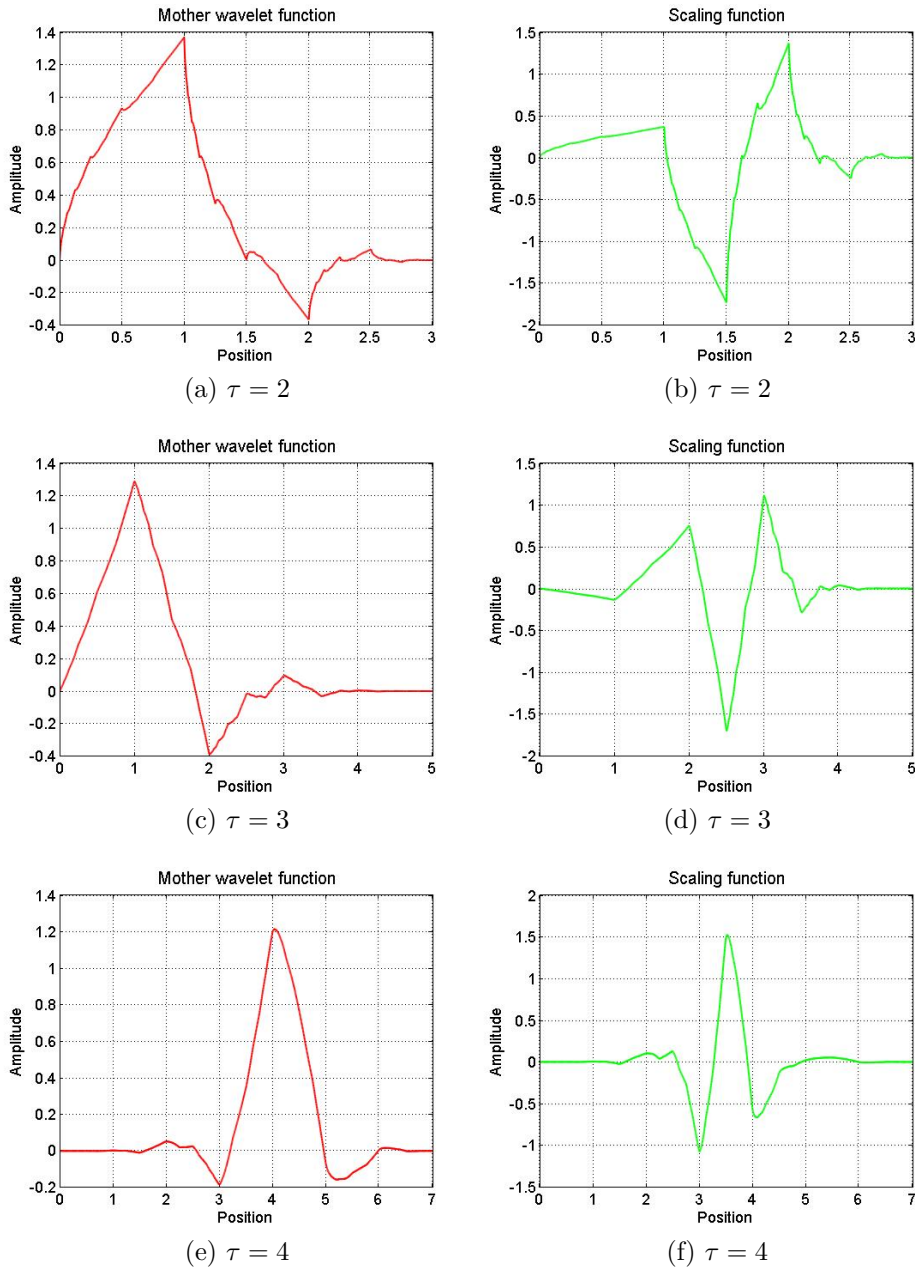 Mother wavelet function
1.4
1.2
1
0.8
0.6
0.4
0.2
0
-0.2
-0.4
Amplitude
0 0.5 1 1.5 2 2.5 3
Position
(a) τ = 2
Scaling function
1.5
1
0.5
0
-0.5
-1
-1.5
-2
Amplitude
0 0.5 1 1.5 2 2.5 3
Position
(b) τ = 2
Mother wavelet function
1.4
1.2
1
0.8
0.6
0.4
0.2
0
-0.2
-0.4
Amplitude
0 1 2 3 4 5
Position
(c) τ = 3
Scaling function
1.5
1
0.5
0
-0.5
-1
-1.5
-2
Amplitude
0 1 2 3 4 5
Position
(d) τ = 3
Mother wavelet function
1.4
1.2
1
0.8
0.6
0.4
0.2
0
-0.2
Amplitude
0 1 2 3 4 5 6 7
Position
(e) τ = 4
Scaling function
2
1.5
1
0.5
0
-0.5
-1
-1.5
Amplitude
0 1 2 3 4 5 6 7
Position
(f) τ = 4